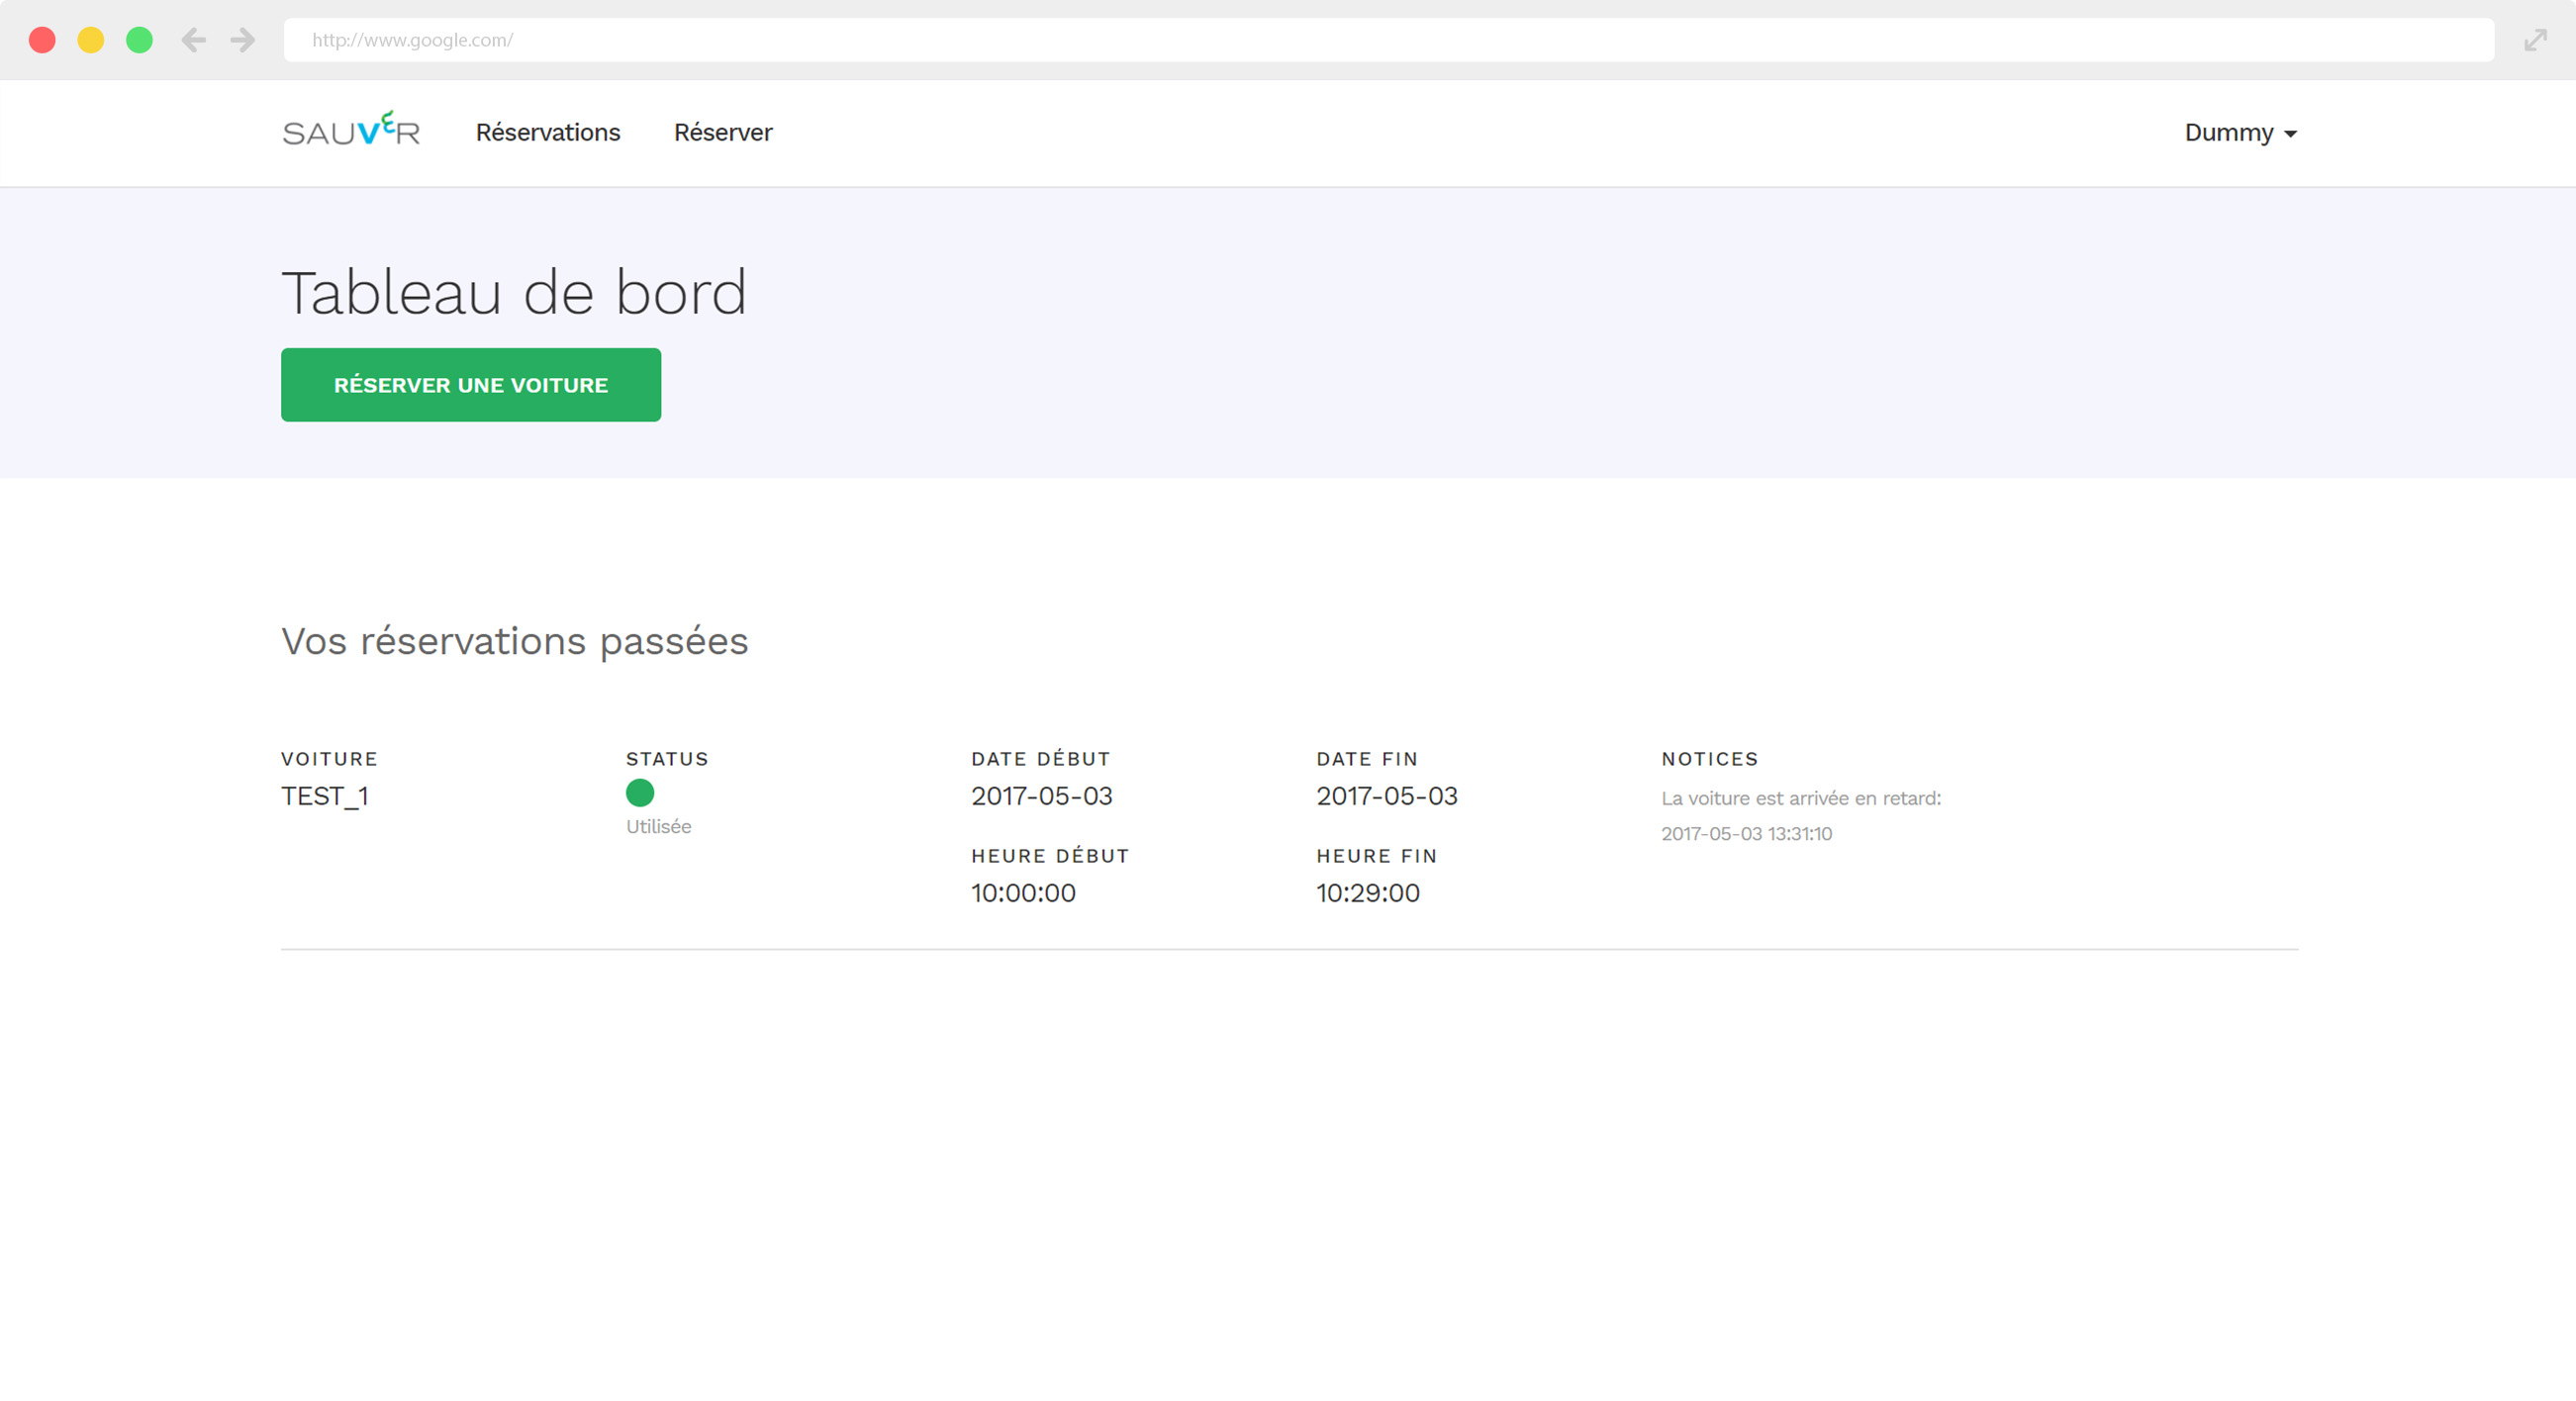 http://www.google.com/
SAUVER Réservations Réserver Dummy
Tableau de bord
RÉSERVER UNE VOITURE
Vos réservations passées
VOITURE STATUS DATE DÉBUT DATE FIN NOTICES
TEST_1 2017-05-03 2017-05-03 La voiture est arrivée en retard:
Utilisée 2017-05-03 13:31:10
HEURE DÉBUT HEURE FIN
10:00:00 10:29:00